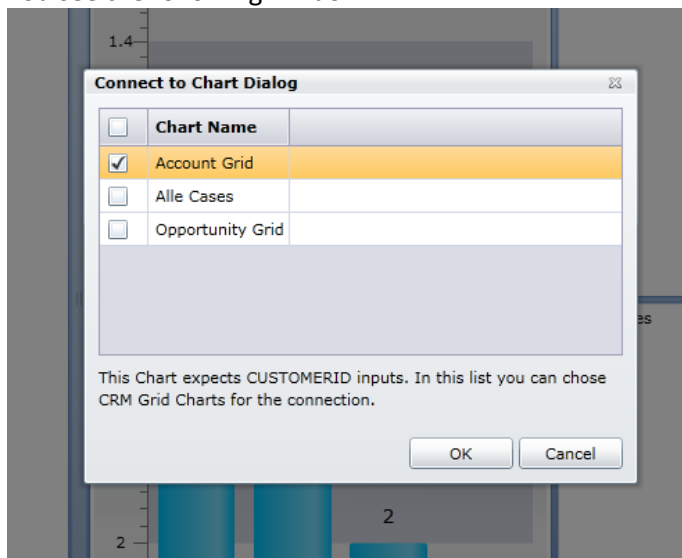 1.4
Connect to Chart Dialog
Chart Name
Account Grid
Alle Cases
Opportunity Grid
es
This Chart expects CUSTOMERID inputs. In this list you can chose
CRM Grid Charts for the connection.
OK Cancel
2
2